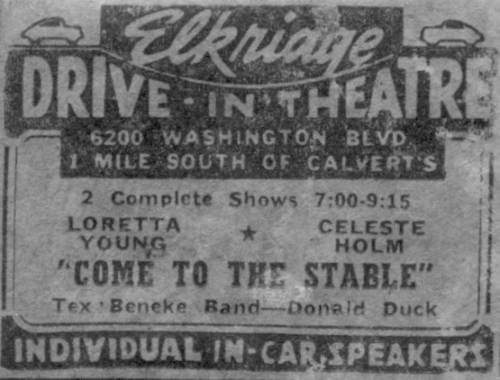 Elkridge
DRIVE-IN THEATRE
6200 WASHINGTON BLVD
1 MILE SOUTH OF CALVERT'S
2 Complete Shows 7:00-9:15
LORETTA YOUNG ★ CELESTE HOLM
"COME TO THE STABLE"
Tex Beneke Band—Donald Duck
INDIVIDUAL IN-CAR SPEAKERS